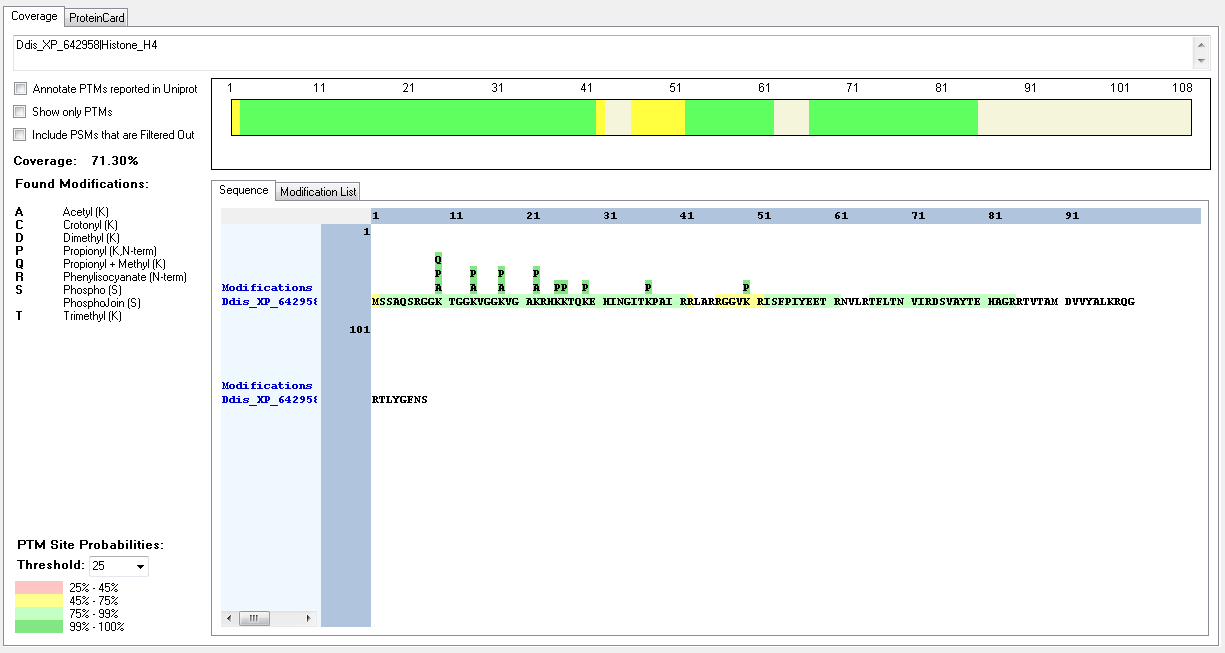 Coverage ProteinCard
Ddis_XP_642958|Histone_H4
Annotate PTMs reported in Uniprot
Show only PTMs
Include PSMs that are Filtered Out
Coverage: 71.30%
Found Modifications:
A Acetyl (K)
C Crotonyl (K)
D Dimethyl (K)
P Propionyl (K,N-term)
Q Propionyl + Methyl (K)
R Phenylisocyanate (N-term)
S Phospho (S)
PhosphoJoin (S)
T Trimethyl (K)
1 11 21 31 41 51 61 71 81 91 101 108
Sequence Modification List
1 11 21 31 41 51 61 71 81 91
1
Q
P P P P
A A A A P P P P P
Modifications
Ddis_XP_642958 MSSAQSRGGK TGGKVGGKVG AKRHKKTQKE HINGITKPAI RRLARRGGVK RISFPIYEET RNVLRTFLTN VIRDSVAYTE HAGRRTVTAM DVVYALKRQG
101
Modifications
Ddis_XP_642958 RTLYGFNS
PTM Site Probabilities:
Threshold: 25
25% - 45%
45% - 75%
75% - 99%
99% - 100%